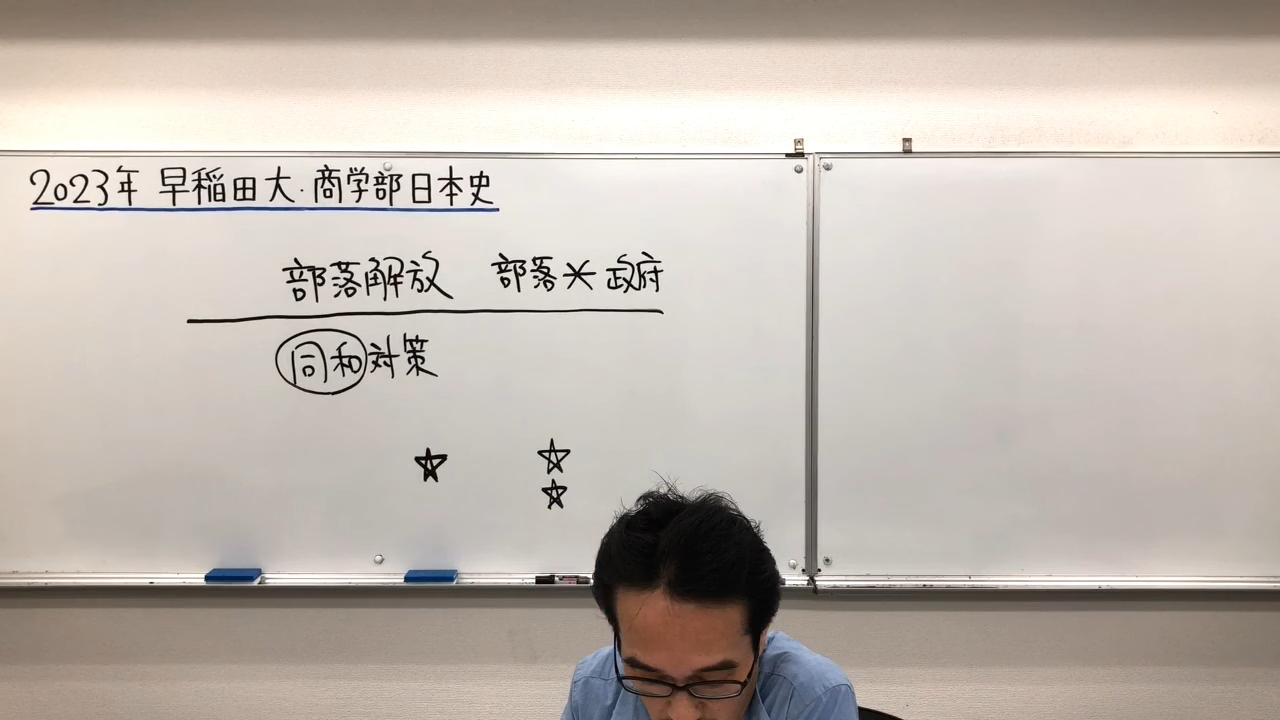 2023年 早稲田大・商学部日本史
部落解放 部落✕政府
同和対策
☆ ☆
☆